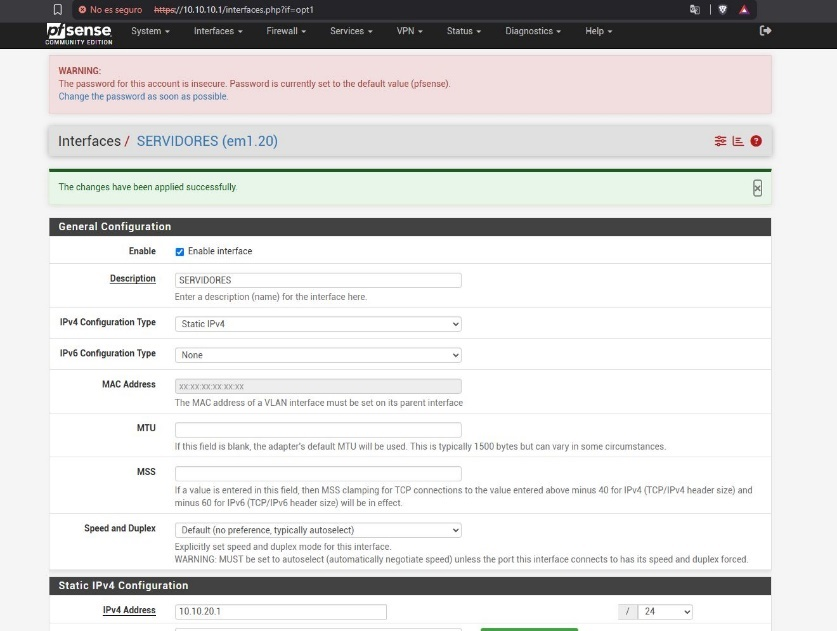 No es seguro https://10.10.10.1/interfaces.php?if=opt1
pfsense
COMMUNITY EDITION
System Interfaces Firewall Services VPN Status Diagnostics Help
WARNING:
The password for this account is insecure. Password is currently set to the default value (pfsense).
Change the password as soon as possible.
Interfaces / SERVIDORES (em1.20)
The changes have been applied successfully.
General Configuration
Enable Enable interface
Description SERVIDORES
Enter a description (name) for the interface here.
IPv4 Configuration Type Static IPv4
IPv6 Configuration Type None
MAC Address xx:xx:xx:xx:xx:xx
The MAC address of a VLAN interface must be set on its parent interface
MTU
If this field is blank, the adapter's default MTU will be used. This is typically 1500 bytes but can vary in some circumstances.
MSS
If a value is entered in this field, then MSS clamping for TCP connections to the value entered above minus 40 for IPv4 (TCP/IPv4 header size) and
minus 60 for IPv6 (TCP/IPv6 header size) will be in effect.
Speed and Duplex Default (no preference, typically autoselect)
Explicitly set speed and duplex mode for this interface.
WARNING: MUST be set to autoselect (automatically negotiate speed) unless the port this interface connects to has its speed and duplex forced.
Static IPv4 Configuration
IPv4 Address 10.10.20.1 / 24